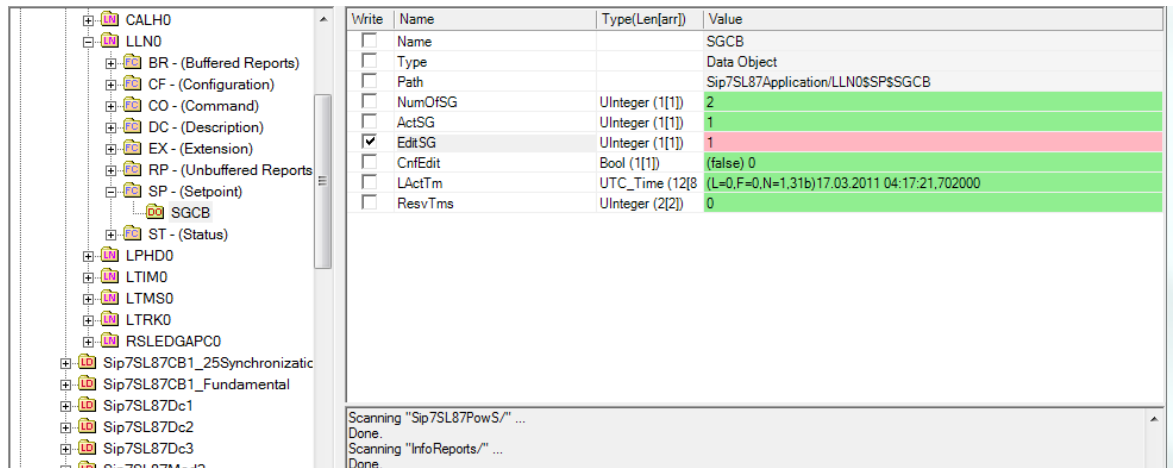 CALH0
LLN0
BR - (Buffered Reports)
CF - (Configuration)
CO - (Command)
DC - (Description)
EX - (Extension)
RP - (Unbuffered Reports
SP - (Setpoint)
SGCB
ST - (Status)
LPHD0
LTIM0
LTMS0
LTRK0
RSLEDGAPC0
Sip7SL87CB1_25Synchronizatic
Sip7SL87CB1_Fundamental
Sip7SL87Dc1
Sip7SL87Dc2
Sip7SL87Dc3
Write Name Type(Len[arr]) Value
Name SGCB
Type Data Object
Path Sip7SL87Application/LLN0$SP$SGCB
NumOfSG UInteger (1[1]) 2
ActSG UInteger (1[1]) 1
EditSG UInteger (1[1]) 1
CnfEdit Bool (1[1]) (false) 0
LActTm UTC_Time (12[8 (L=0,F=0,N=1,31b)17.03.2011 04:17:21,702000
ResvTms UInteger (2[2]) 0
Scanning "Sip7SL87PowS/" ...
Done.
Scanning "InfoReports/" ...
Done.